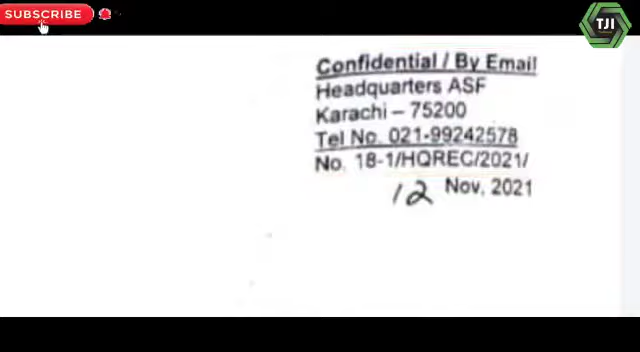 SUBSCRIBE
TJI
Confidential / By Email
Headquarters ASF
Karachi – 75200
Tel No. 021-99242578
No. 18-1/HQREC/2021/
12 Nov, 2021